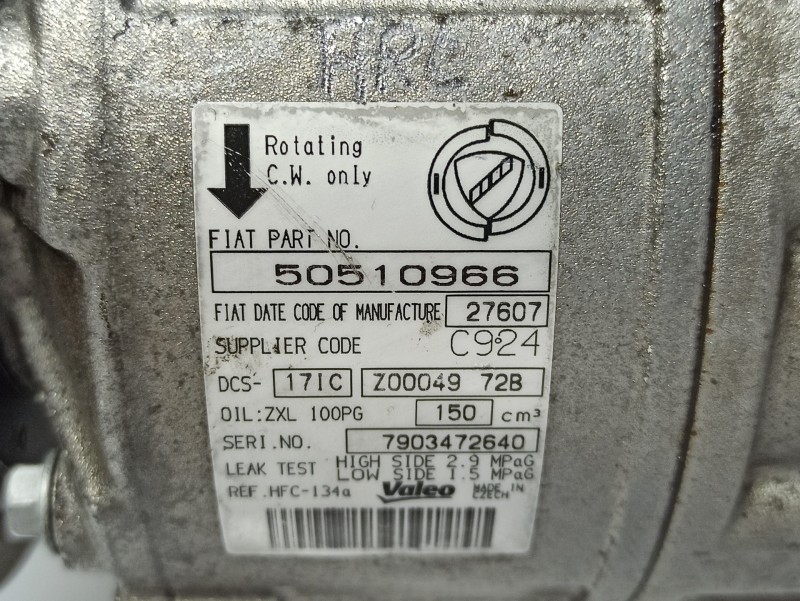 HRE
Rotating
C.W. only
FIAT PART NO.
50510966
FIAT DATE CODE OF MANUFACTURE 27607
SUPPLIER CODE C924
DCS- 17IC Z00049 72B
OIL:ZXL 100PG 150 cm³
SERI.NO. 7903472640
LEAK TEST HIGH SIDE 2.9 MPaG
LOW SIDE 1.5 MPaG
REF.HFC-134a Valeo MADE IN
CZECH